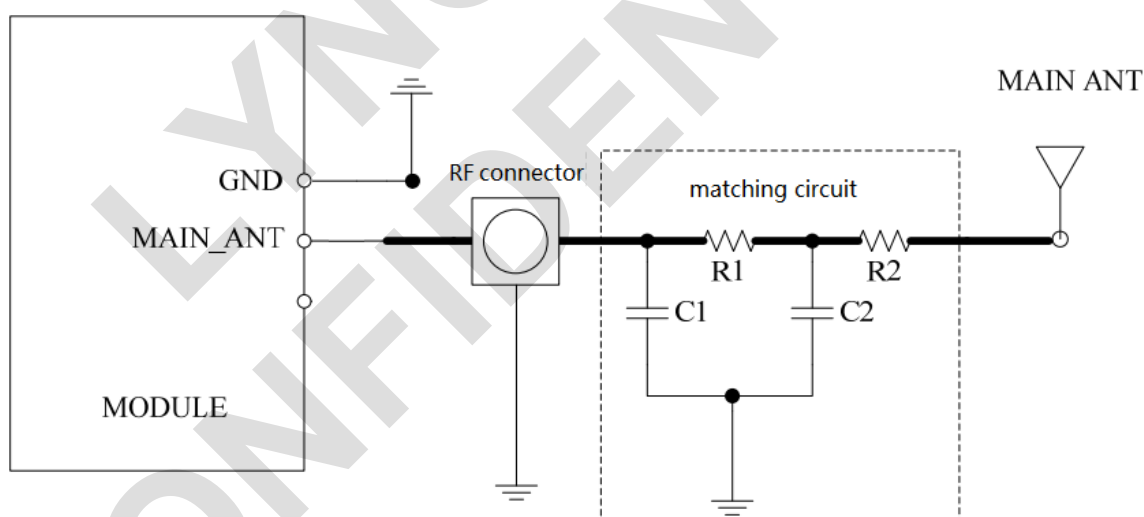 MAIN ANT
RF connector
GND
matching circuit
MAIN_ANT
R1
R2
C1
C2
MODULE